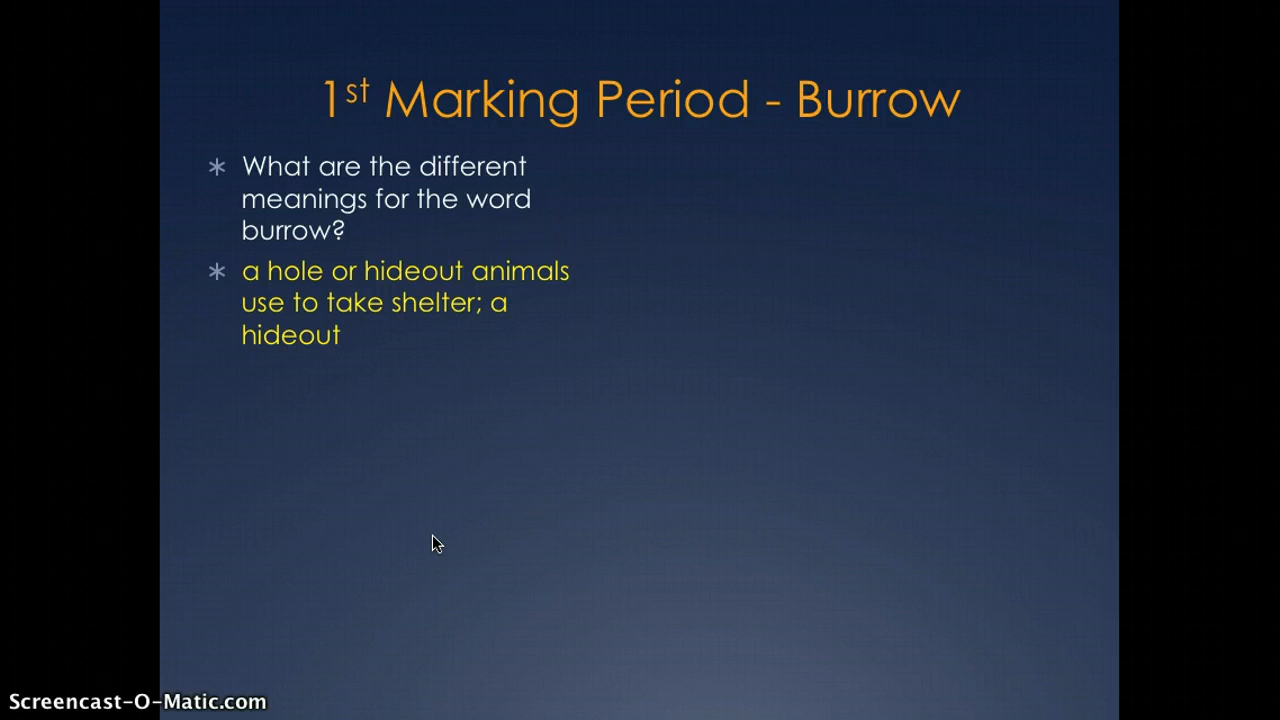 1st Marking Period - Burrow
* What are the different
meanings for the word
burrow?
* a hole or hideout animals
use to take shelter; a
hideout
Screencast-O-Matic.com